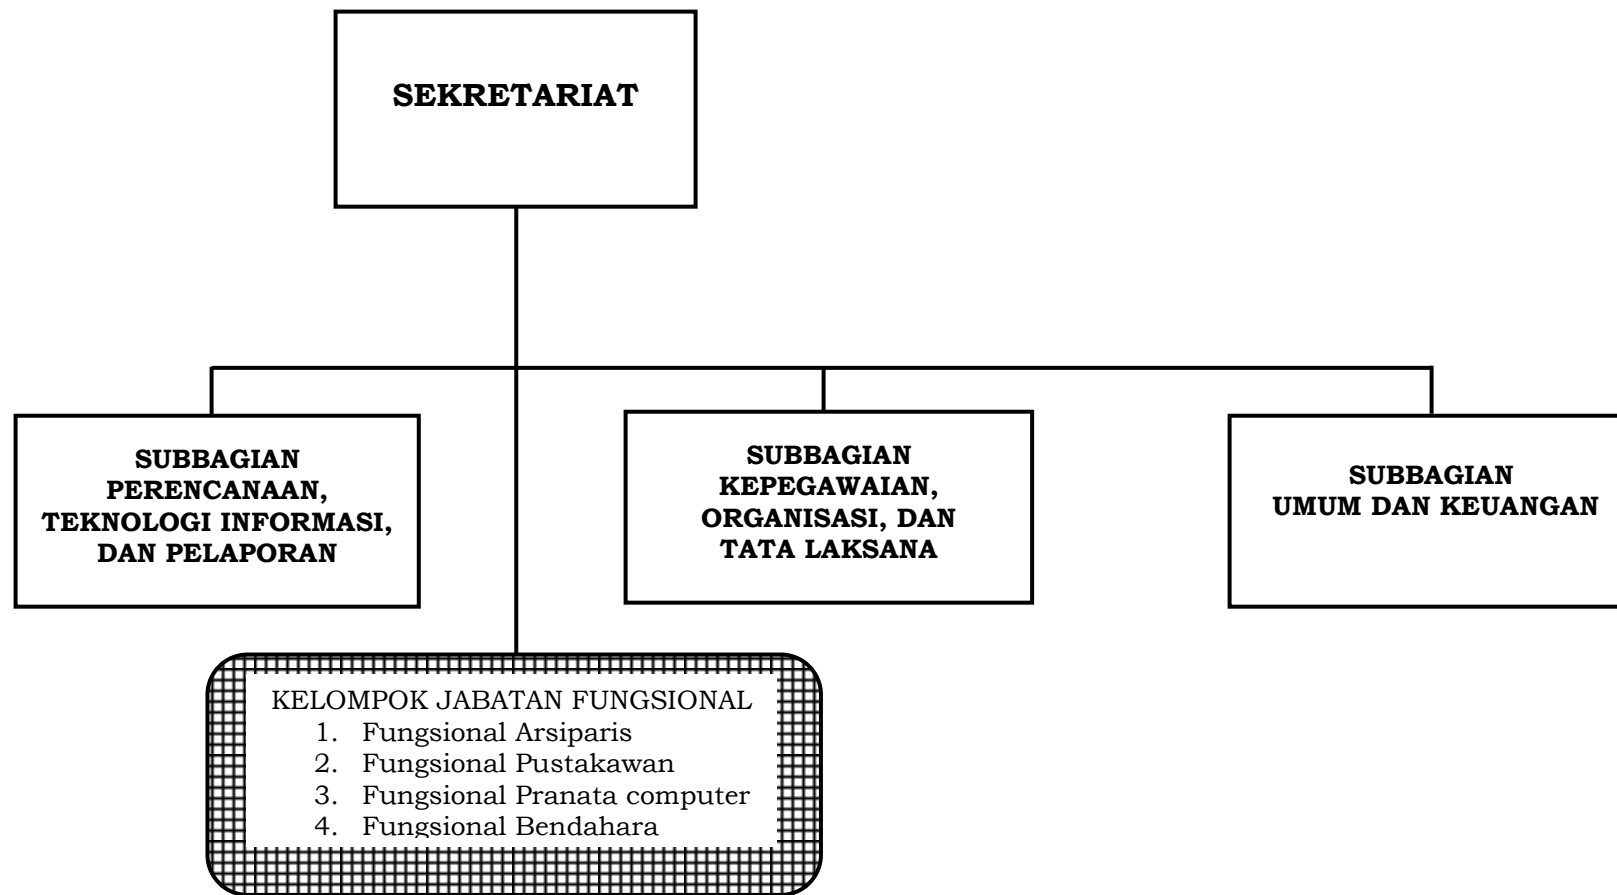 SEKRETARIAT
SUBBAGIAN
PERENCANAAN,
TEKNOLOGI INFORMASI,
DAN PELAPORAN
SUBBAGIAN
KEPEGAWAIAN,
ORGANISASI, DAN
TATA LAKSANA
SUBBAGIAN
UMUM DAN KEUANGAN
KELOMPOK JABATAN FUNGSIONAL
1. Fungsional Arsiparis
2. Fungsional Pustakawan
3. Fungsional Pranata computer
4. Fungsional Bendahara